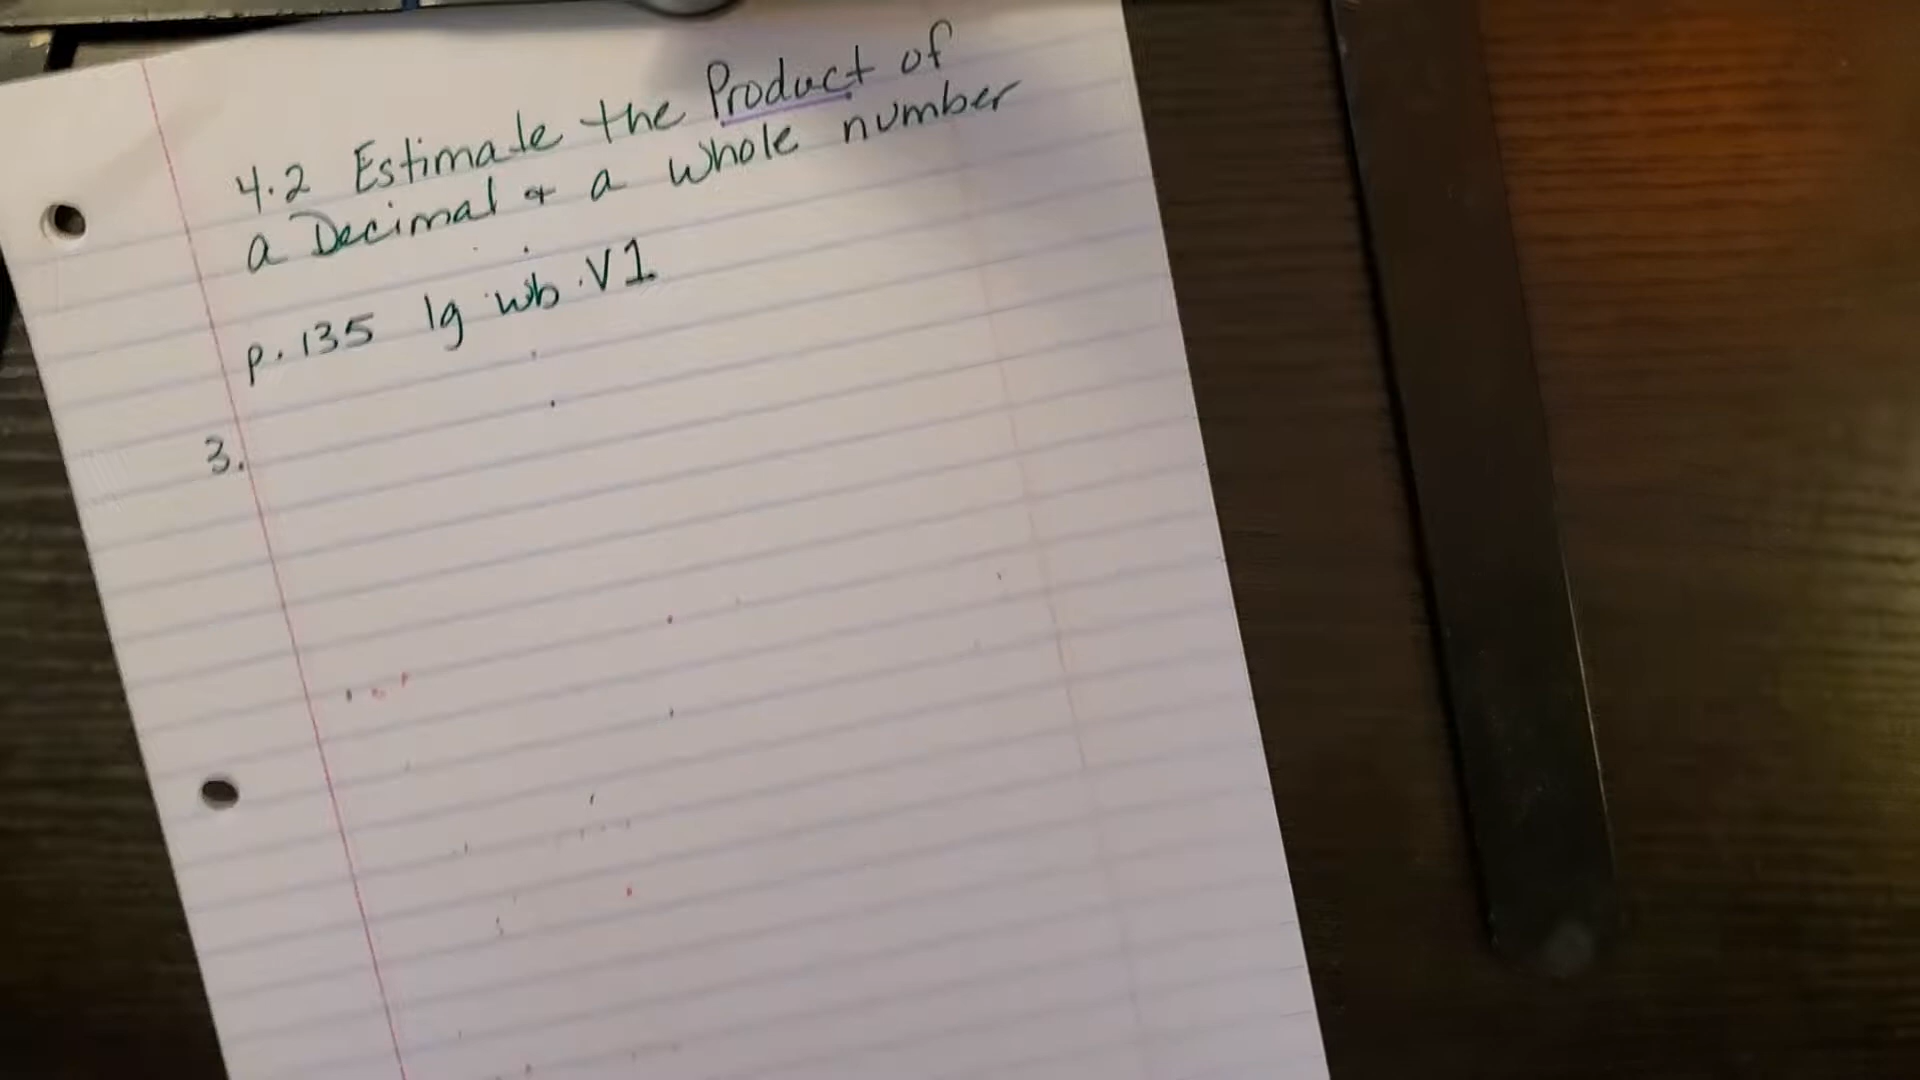 4.2 Estimate the Product of
a Decimal & a whole number
p. 135 lg wb. V1
3.